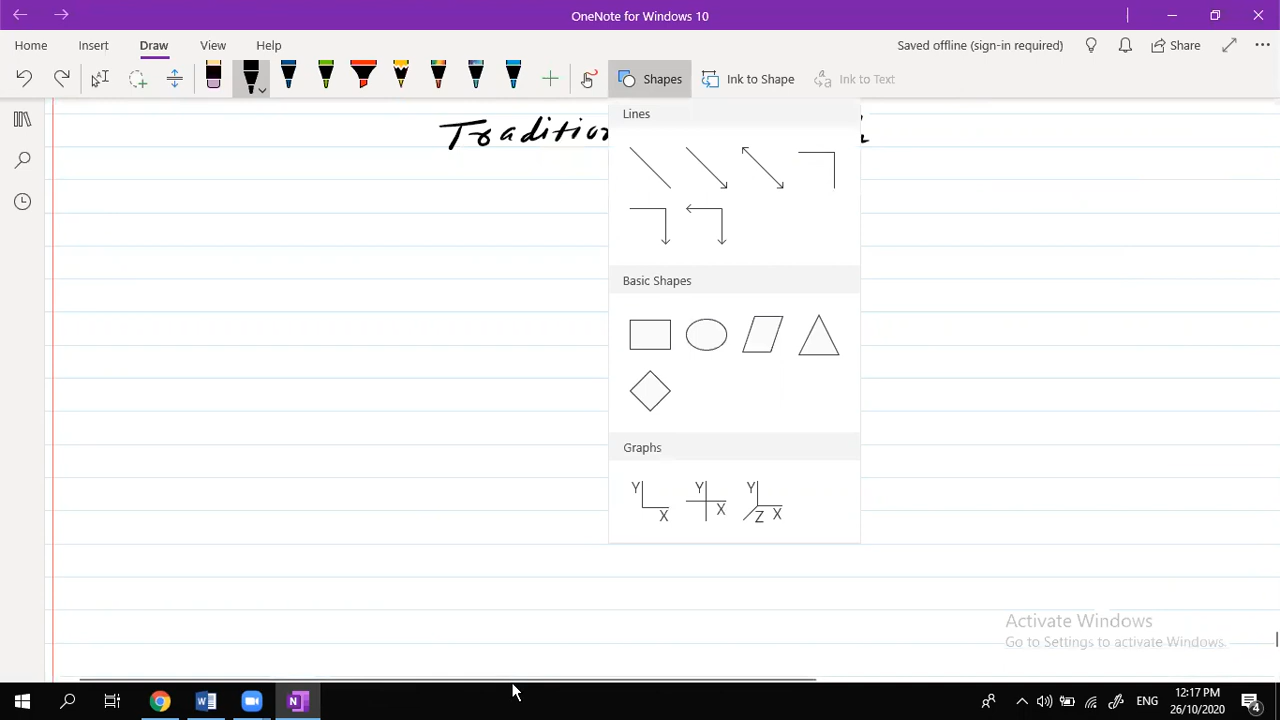 OneNote for Windows 10
Home Insert Draw View Help
Saved offline (sign-in required) Share
Shapes Ink to Shape Ink to Text
Lines
Basic Shapes
Graphs
Y X Y X Y Z X
Activate Windows
Go to Settings to activate Windows.
W N ENG 12:17 PM
26/10/2020 4